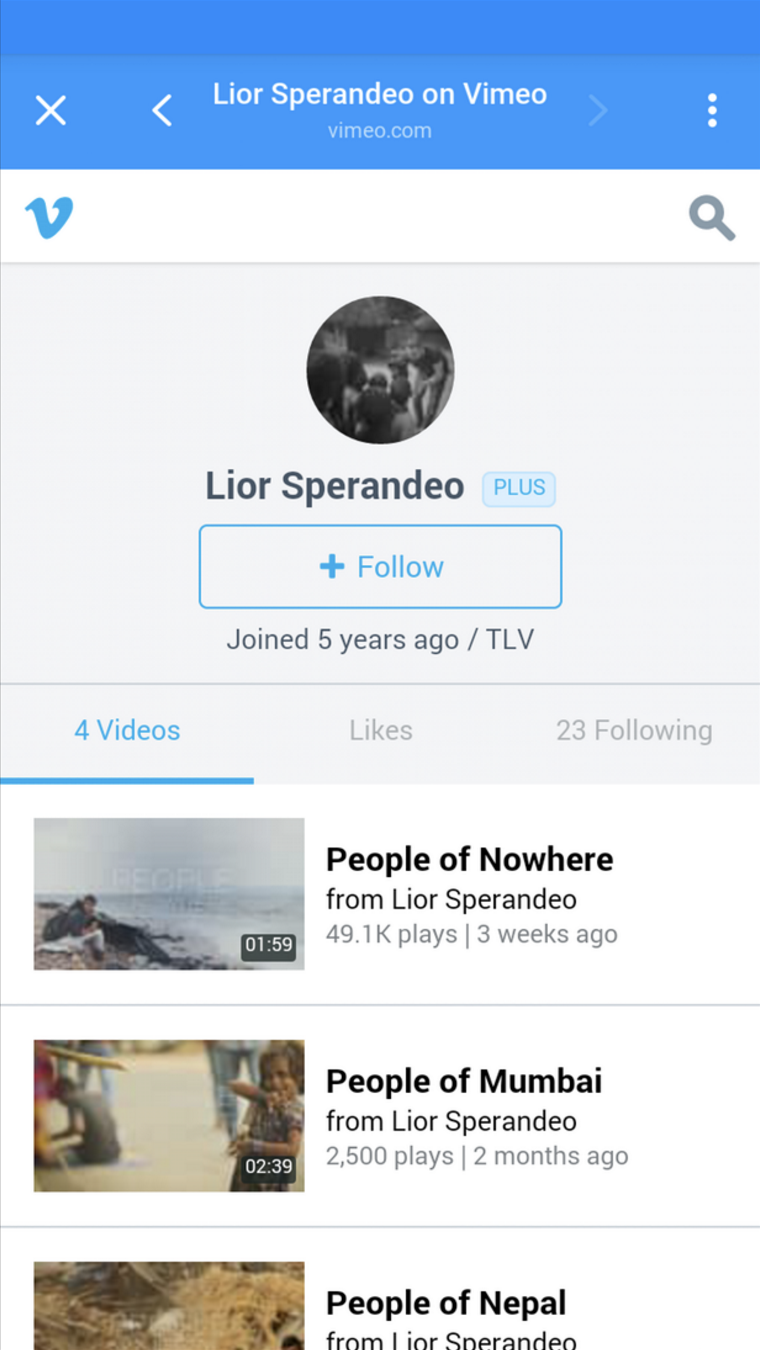 Lior Sperandeo on Vimeo
vimeo.com
Lior Sperandeo PLUS
+ Follow
Joined 5 years ago / TLV
4 Videos Likes 23 Following
PEOPLE
01:59
People of Nowhere
from Lior Sperandeo
49.1K plays | 3 weeks ago
02:39
People of Mumbai
from Lior Sperandeo
2,500 plays | 2 months ago
People of Nepal
from Lior Sperandeo